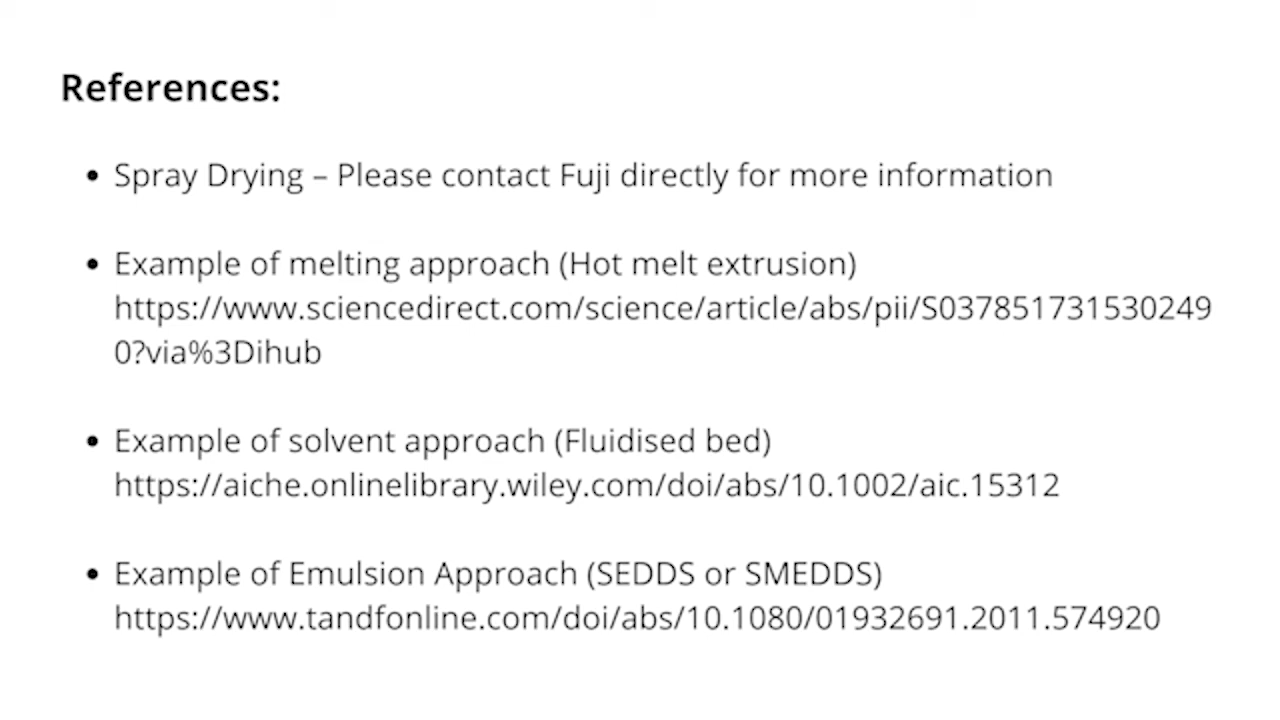 References:
• Spray Drying – Please contact Fuji directly for more information
• Example of melting approach (Hot melt extrusion)
https://www.sciencedirect.com/science/article/abs/pii/S037851731530249
0?via%3Dihub
• Example of solvent approach (Fluidised bed)
https://aiche.onlinelibrary.wiley.com/doi/abs/10.1002/aic.15312
• Example of Emulsion Approach (SEDDS or SMEDDS)
https://www.tandfonline.com/doi/abs/10.1080/01932691.2011.574920